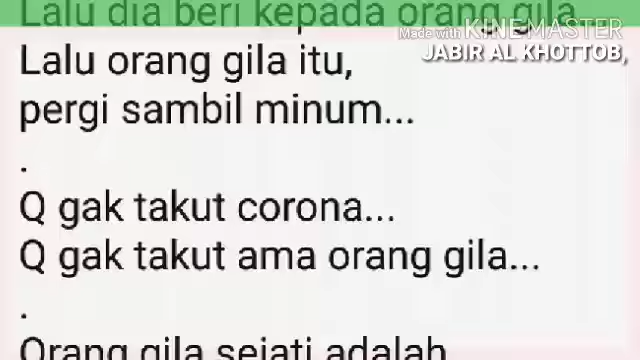 Lalu dia beri kepada orang gila
Made with KINEMASTER
JABIR AL KHOTTOB,
Lalu orang gila itu,
pergi sambil minum...
.
Q gak takut corona...
Q gak takut ama orang gila...
.
Orang gila sejati adalah